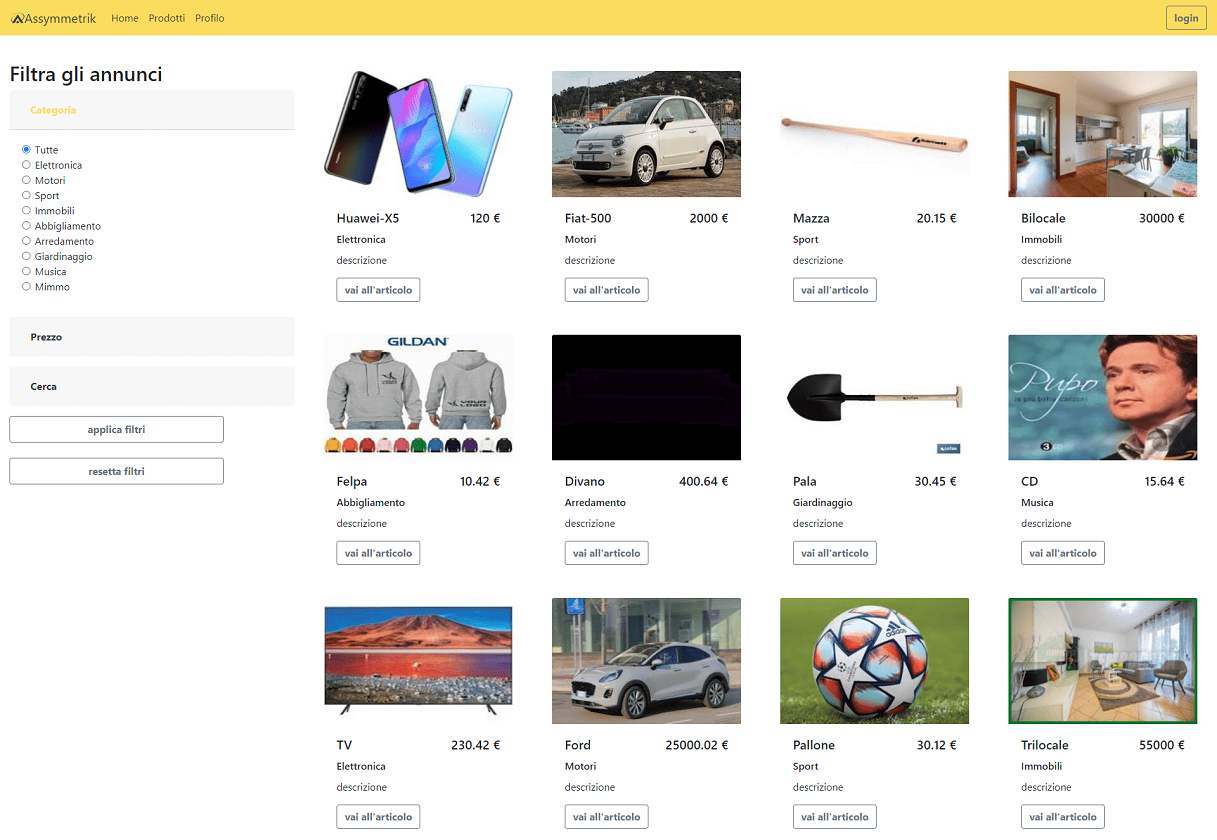 Assymmetrik Home Prodotti Profilo login
Filtra gli annunci
Categoria
Tutte
Elettronica
Motori
Sport
Immobili
Abbigliamento
Arredamento
Giardinaggio
Musica
Mimmo
Prezzo
Cerca
applica filtri
resetta filtri
Huawei-X5 120 €
Elettronica
descrizione
vai all'articolo
Fiat-500 2000 €
Motori
descrizione
vai all'articolo
Mazza 20.15 €
Sport
descrizione
vai all'articolo
Bilocale 30000 €
Immobili
descrizione
vai all'articolo
GILDAN
YOUR
LOGO
Felpa 10.42 €
Abbigliamento
descrizione
vai all'articolo
Divano 400.64 €
Arredamento
descrizione
vai all'articolo
Pala 30.45 €
Giardinaggio
descrizione
vai all'articolo
Pupo
3
CD 15.64 €
Musica
descrizione
vai all'articolo
TV 230.42 €
Elettronica
descrizione
vai all'articolo
Ford 25000.02 €
Motori
descrizione
vai all'articolo
adidas
Pallone 30.12 €
Sport
descrizione
vai all'articolo
Trilocale 55000 €
Immobili
descrizione
vai all'articolo